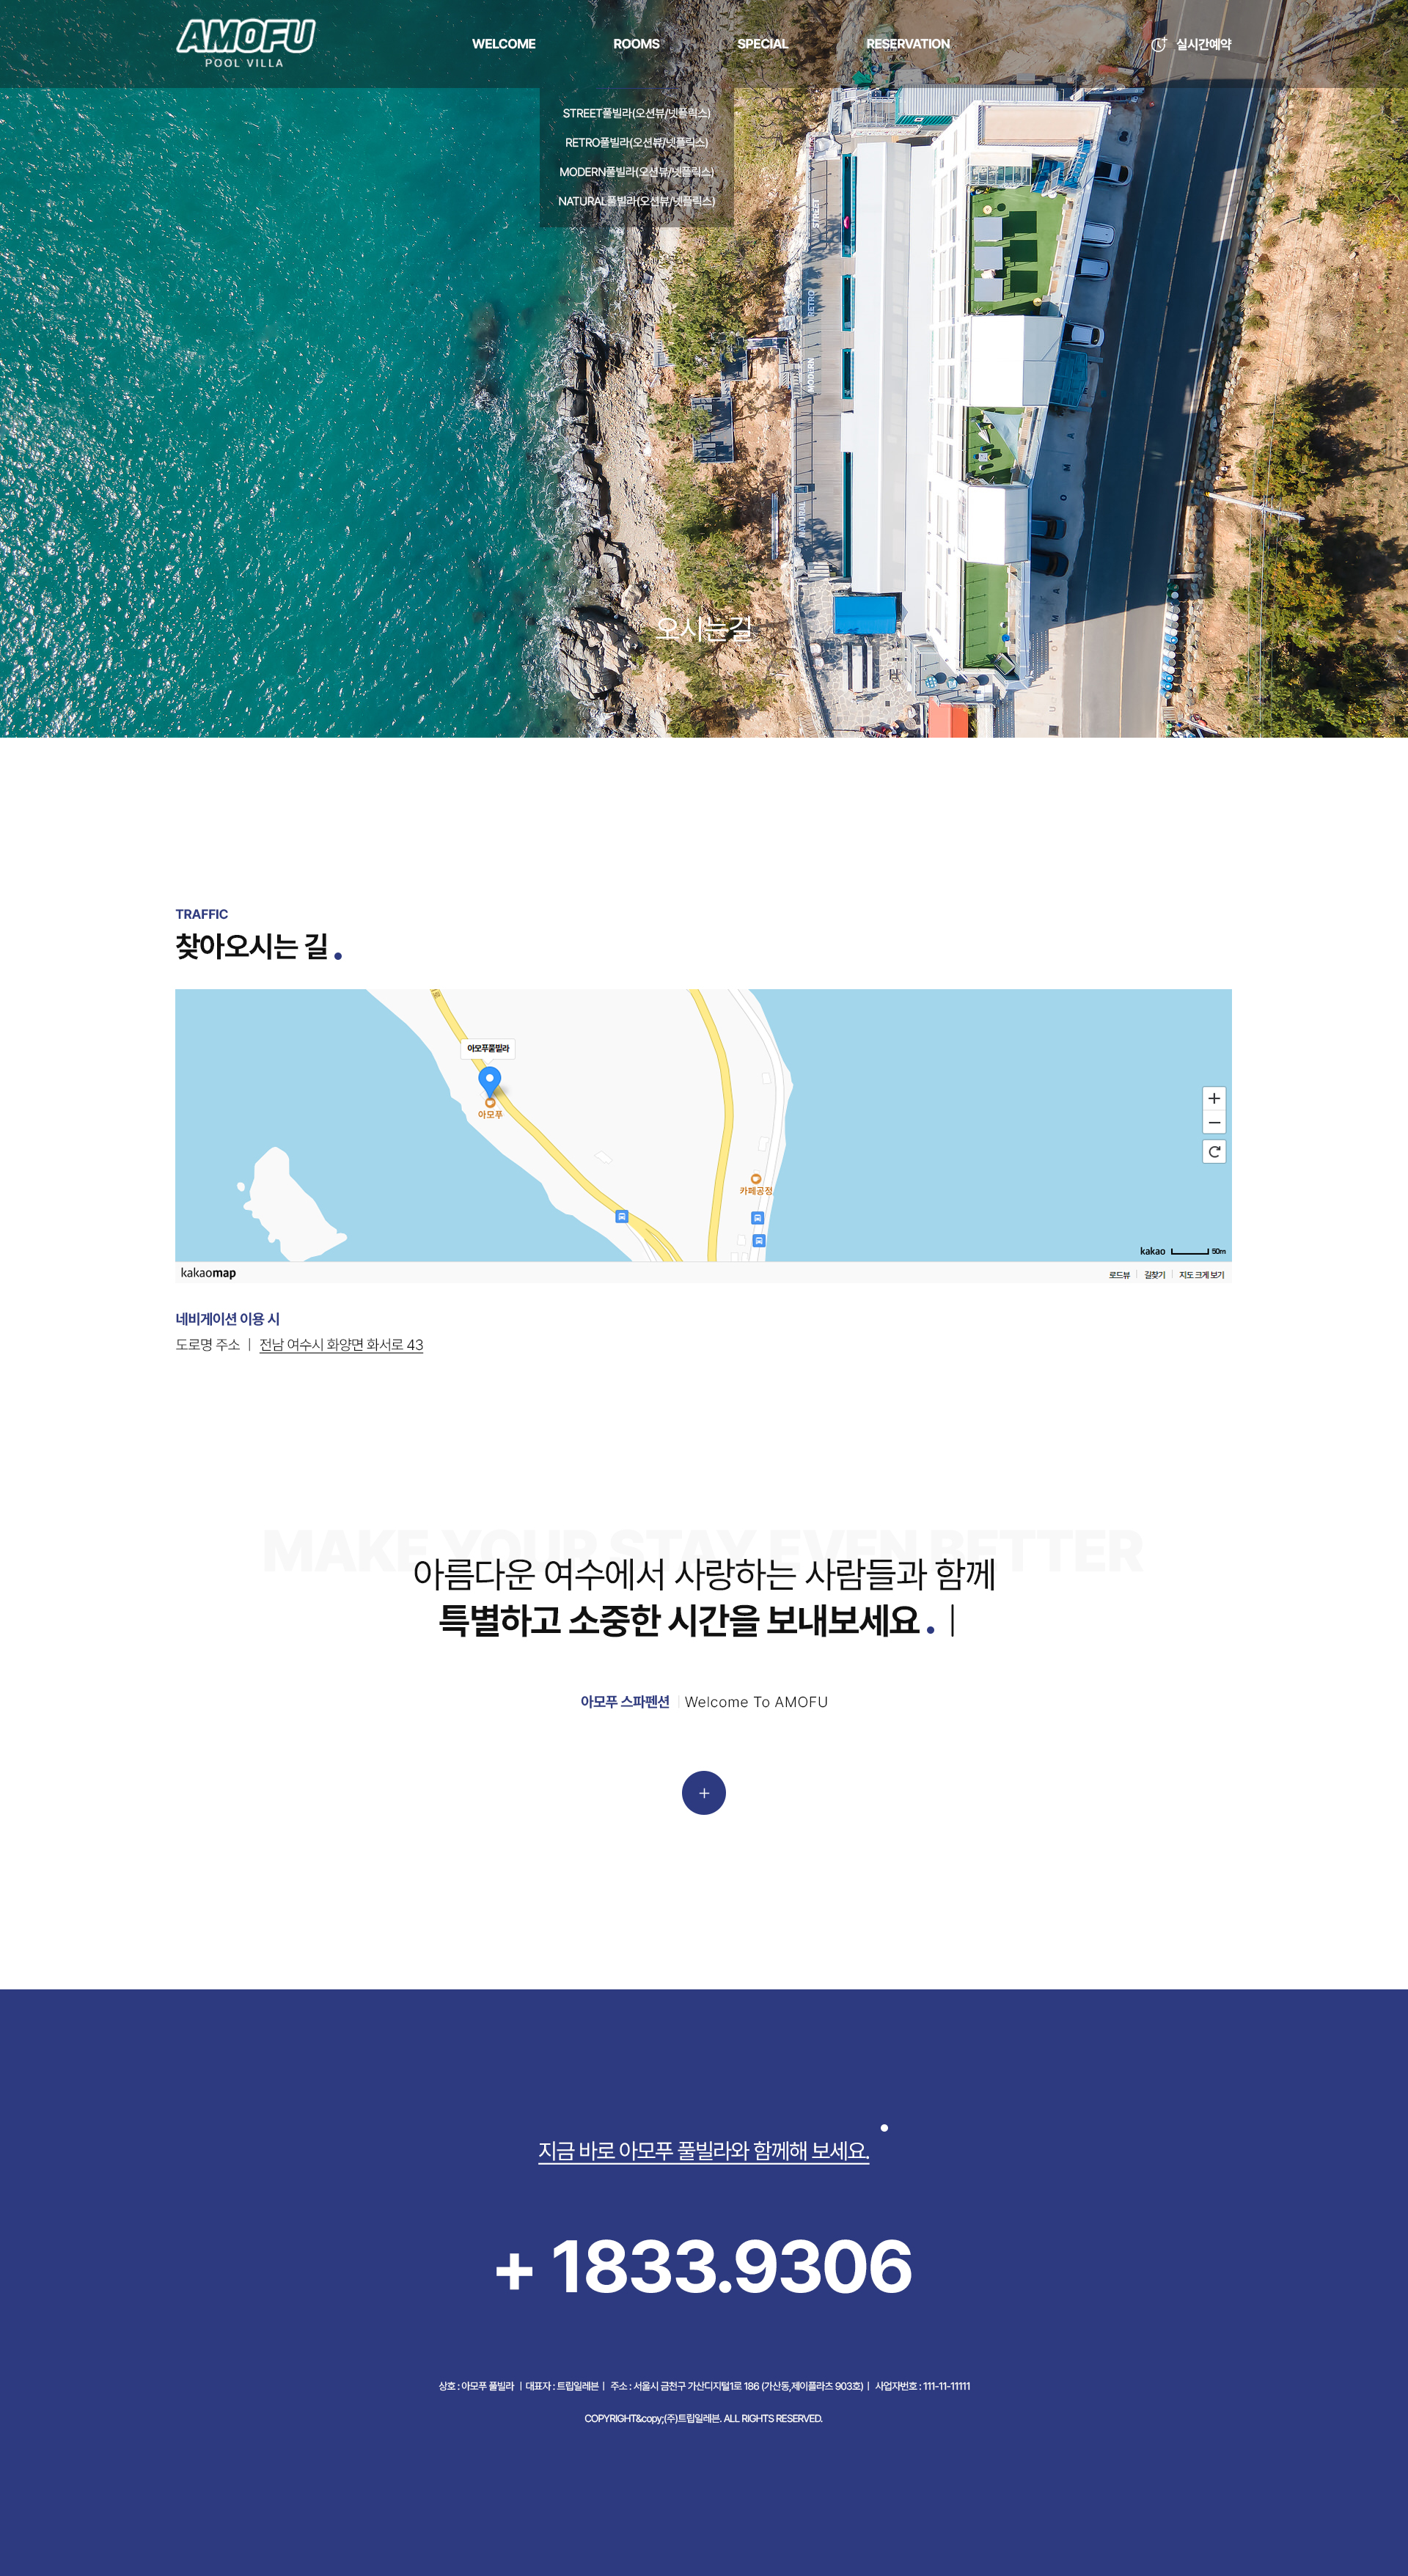 AMOFU
POOL VILLA
WELCOME
ROOMS
SPECIAL
RESERVATION
실시간예약
STREET풀빌라(오션뷰/넷플릭스)
RETRO풀빌라(오션뷰/넷플릭스)
MODERN풀빌라(오션뷰/넷플릭스)
NATURAL풀빌라(오션뷰/넷플릭스)
STREET
RETRO
MODERN
NATURAL
오시는길
TRAFFIC
찾아오시는 길.
아모푸풀빌라
아모푸
카페공정
kakao 50m
kakaomap
로드뷰 | 길찾기 | 지도 크게 보기
네비게이션 이용 시
도로명 주소 | 전남 여수시 화양면 화서로 43
MAKE YOUR STAY EVEN BETTER
아름다운 여수에서 사랑하는 사람들과 함께
특별하고 소중한 시간을 보내보세요. |
아모푸 스파펜션 | Welcome To AMOFU
+
지금 바로 아모푸 풀빌라와 함께해 보세요.
+ 1833.9306
상호 : 아모푸 풀빌라 | 대표자 : 트립일레븐 | 주소 : 서울시 금천구 가산디지털1로 186 (가산동,제이플라츠 903호) | 사업자번호 : 111-11-11111
COPYRIGHT&copy;(주)트립일레븐. ALL RIGHTS RESERVED.